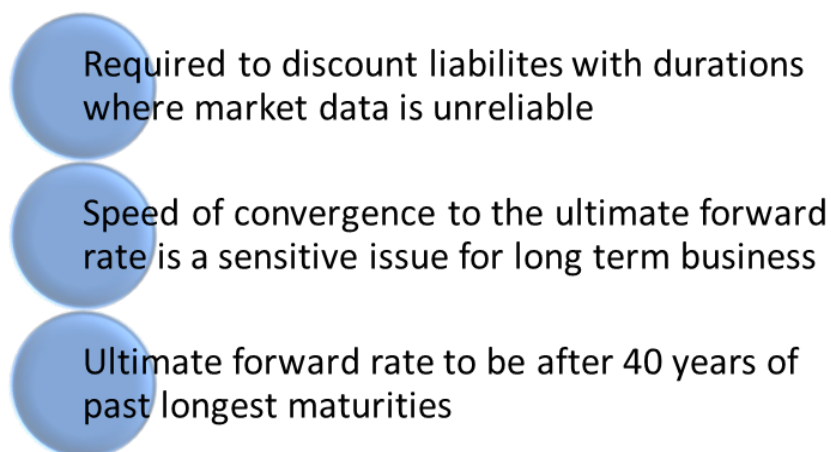 Required to discount liabilites with durations
where market data is unreliable
Speed of convergence to the ultimate forward
rate is a sensitive issue for long term business
Ultimate forward rate to be after 40 years of
past longest maturities